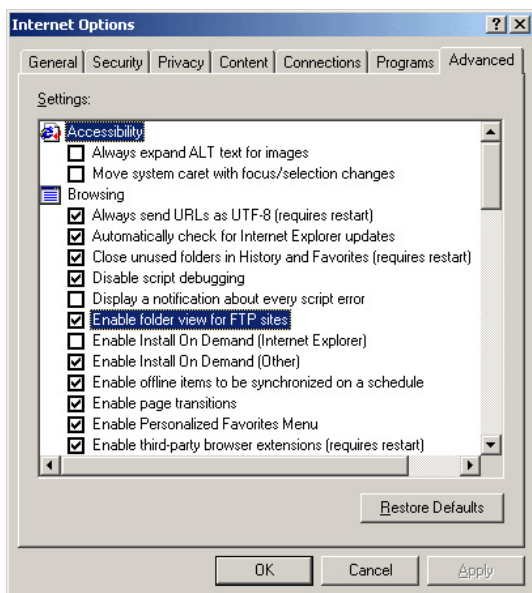 Internet Options
General Security Privacy Content Connections Programs Advanced
Settings:
Accessibility
Always expand ALT text for images
Move system caret with focus/selection changes
Browsing
Always send URLs as UTF-8 (requires restart)
Automatically check for Internet Explorer updates
Close unused folders in History and Favorites (requires restart)
Disable script debugging
Display a notification about every script error
Enable folder view for FTP sites
Enable Install On Demand (Internet Explorer)
Enable Install On Demand (Other)
Enable offline items to be synchronized on a schedule
Enable page transitions
Enable Personalized Favorites Menu
Enable third-party browser extensions (requires restart)
Restore Defaults
OK Cancel Apply